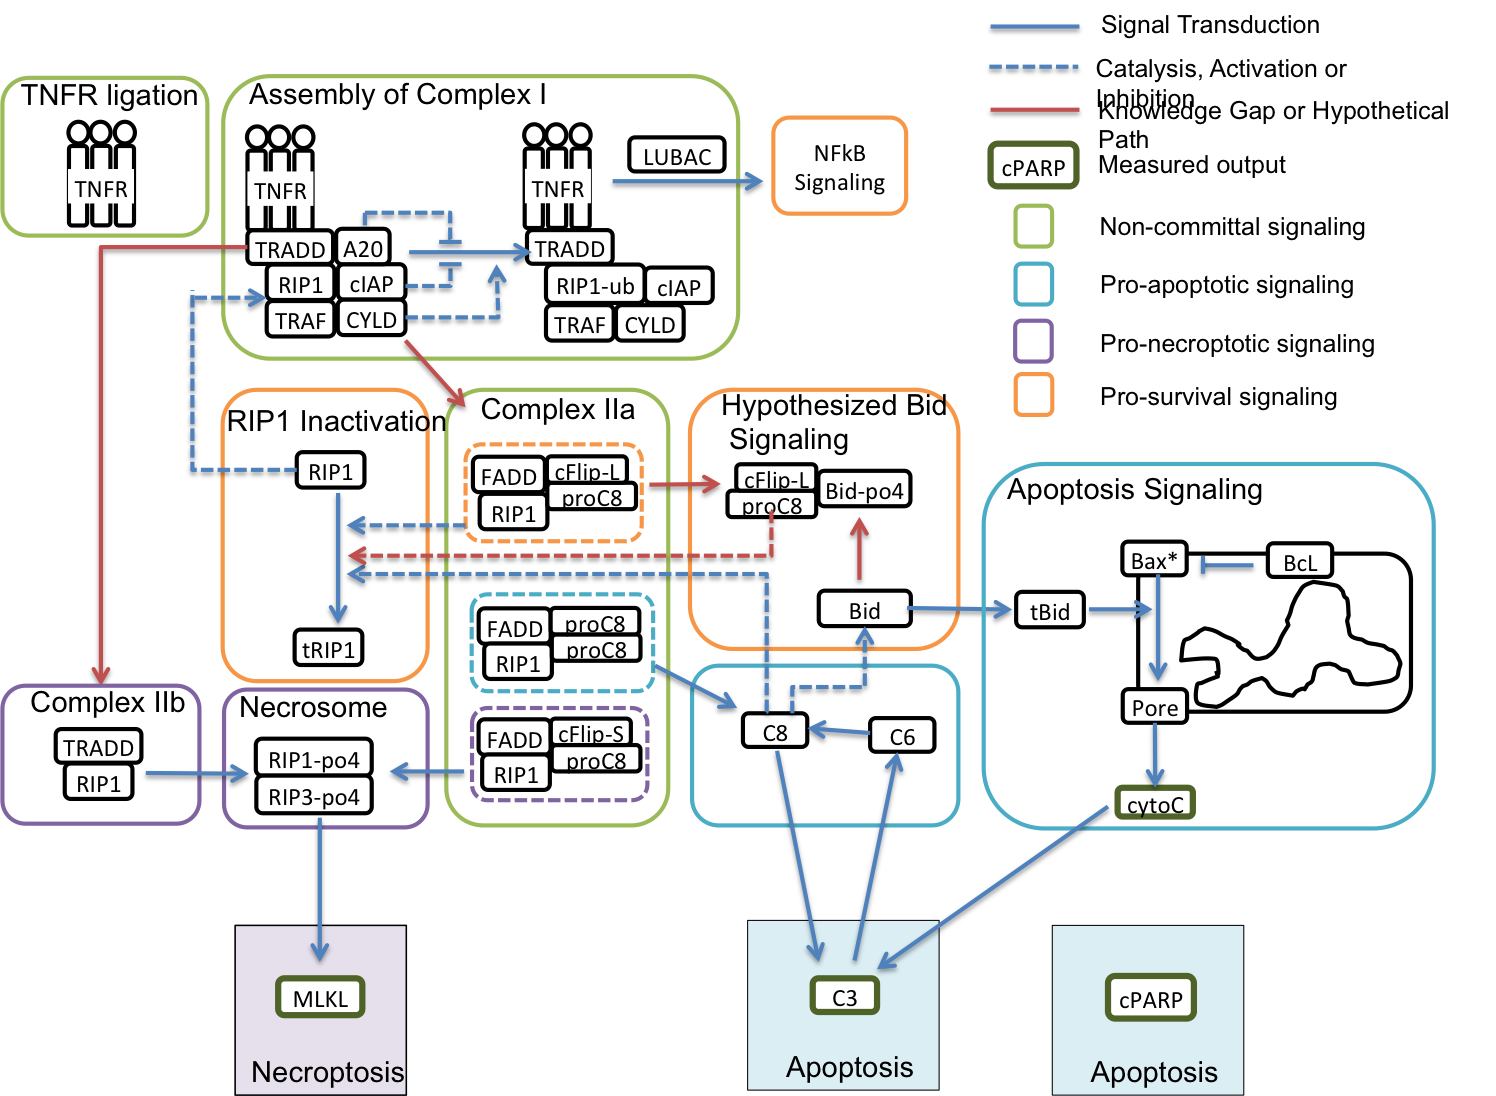 Signal Transduction
Catalysis, Activation or
Inhibition
Knowledge Gap or Hypothetical
Path
cPARP
Measured output
Non-committal signaling
Pro-apoptotic signaling
Pro-necroptotic signaling
Pro-survival signaling
TNFR ligation
TNFR
Assembly of Complex I
TNFR
TRADD
A20
RIP1
cIAP
TRAF
CYLD
TNFR
TRADD
RIP1-ub
cIAP
TRAF
CYLD
LUBAC
NFkB
Signaling
RIP1 Inactivation
RIP1
tRIP1
Complex IIa
FADD
cFlip-L
proC8
RIP1
FADD
proC8
proC8
RIP1
FADD
cFlip-S
proC8
RIP1
Hypothesized Bid
Signaling
cFlip-L
proC8
Bid-po4
Bid
C8
C6
Apoptosis Signaling
Bax*
BcL
tBid
Pore
cytoC
Complex IIb
TRADD
RIP1
Necrosome
RIP1-po4
RIP3-po4
MLKL
Necroptosis
C3
Apoptosis
cPARP
Apoptosis